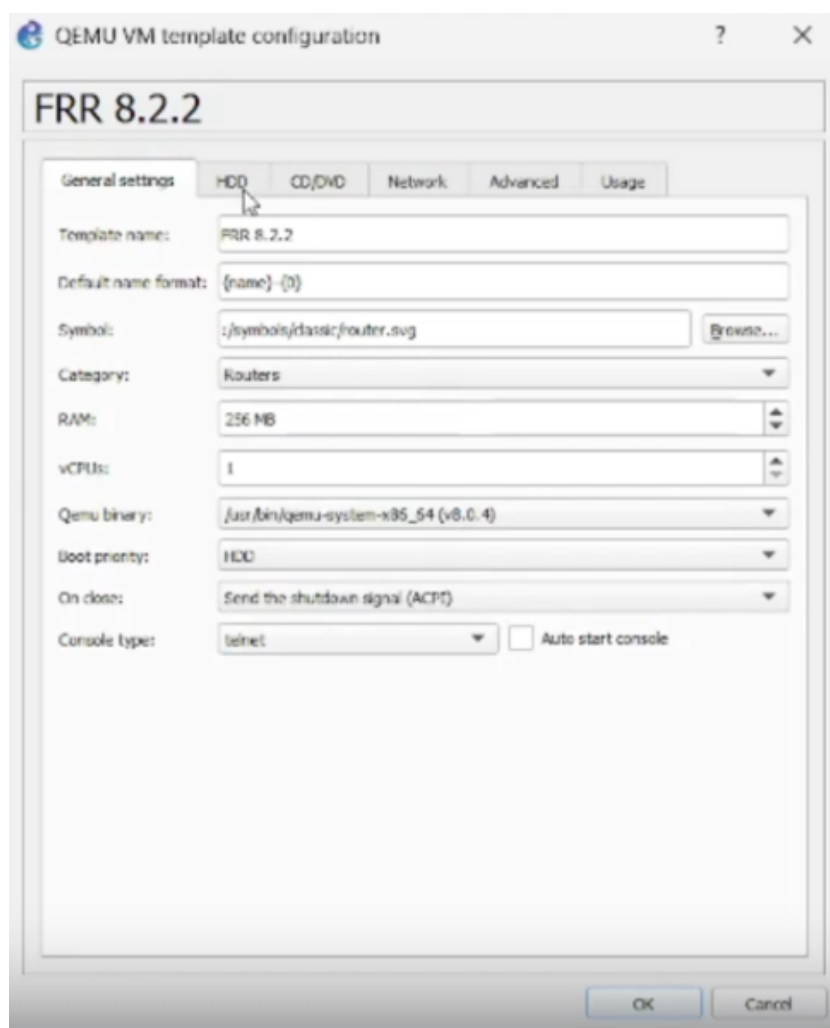 QEMU VM template configuration ? ×
FRR 8.2.2
General settings HDD CD/DVD Network Advanced Usage
Template name: FRR 8.2.2
Default name format: {name}-{0}
Symbol: :/symbols/classic/router.svg Browse...
Category: Routers
RAM: 256 MB
vCPUs: 1
Qemu binary: /usr/bin/qemu-system-x86_64 (v8.0.4)
Boot priority: HDD
On close: Send the shutdown signal (ACPI)
Console type: telnet Auto start console
OK Cancel